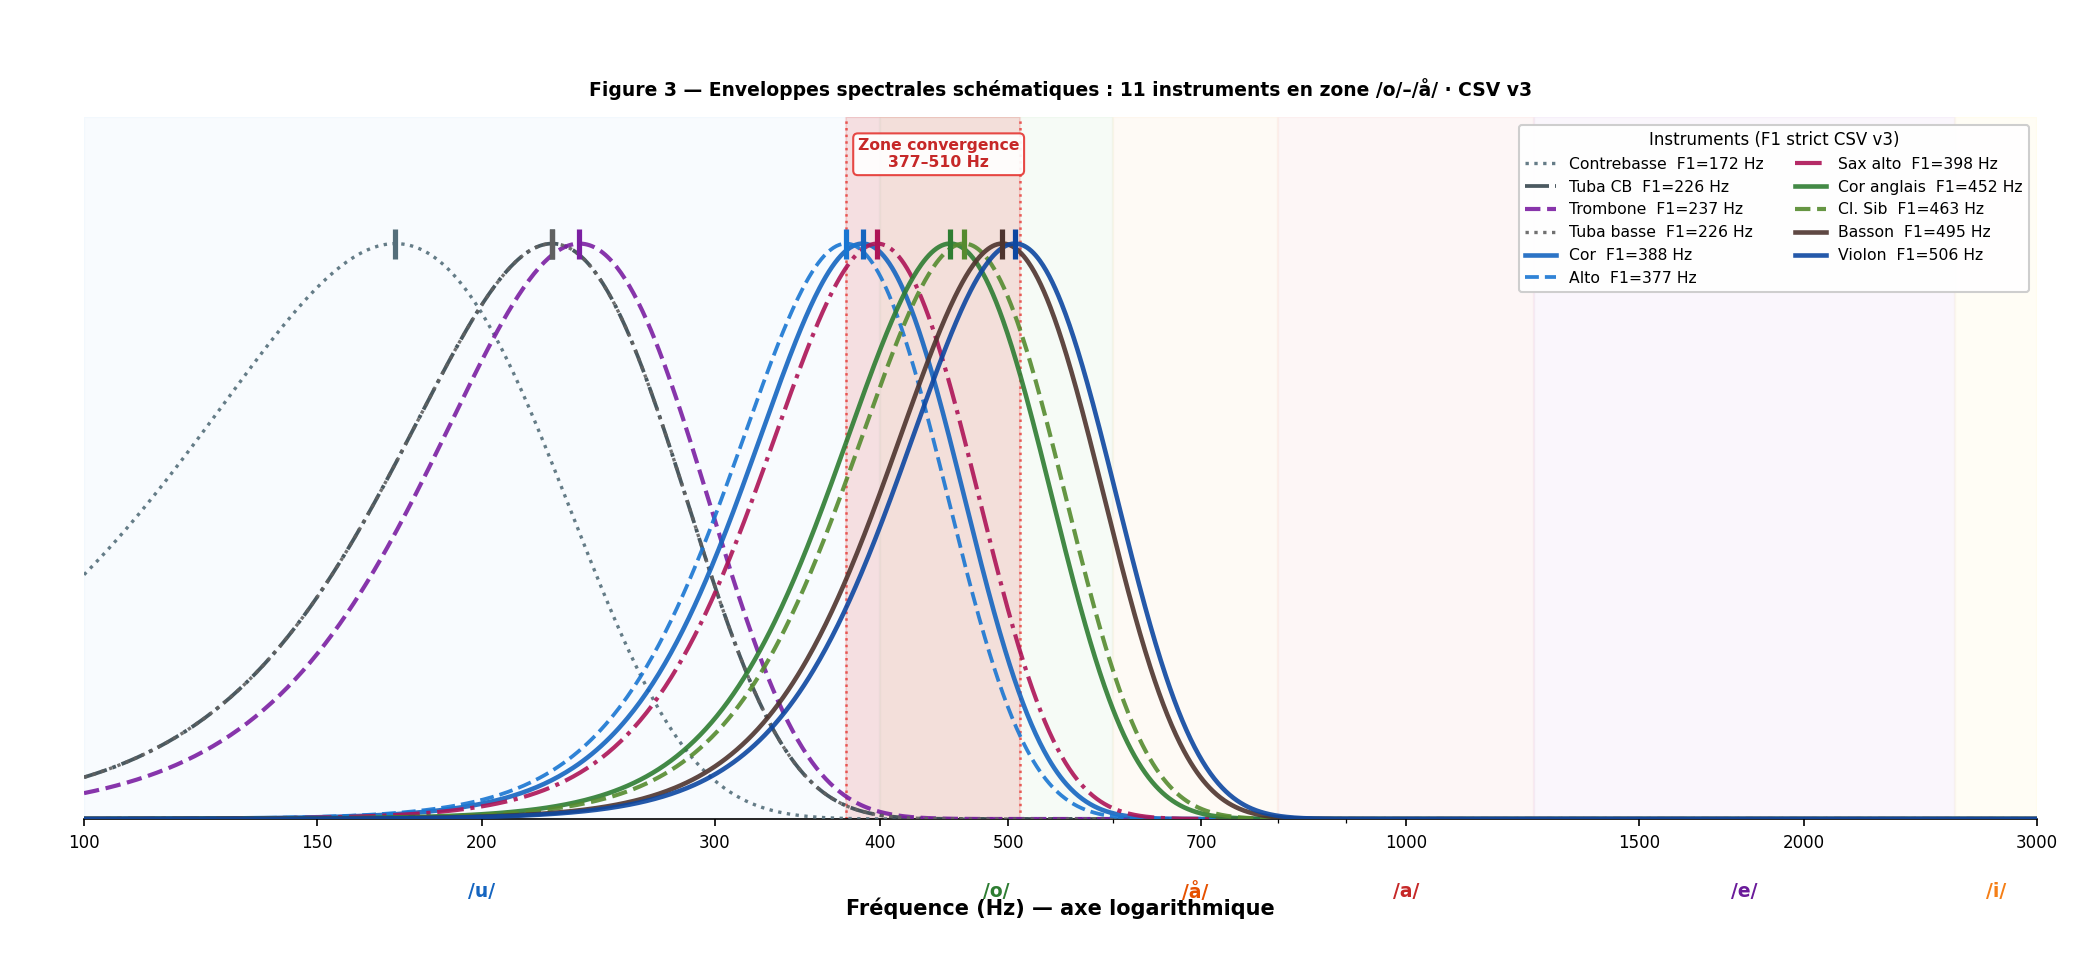 Figure 3 — Enveloppes spectrales schématiques : 11 instruments en zone /o/–/å/ · CSV v3
Zone convergence
377–510 Hz
Instruments (F1 strict CSV v3)
Contrebasse  F1=172 Hz
Tuba CB  F1=226 Hz
Trombone  F1=237 Hz
Tuba basse  F1=226 Hz
Cor  F1=388 Hz
Alto  F1=377 Hz
Sax alto  F1=398 Hz
Cor anglais  F1=452 Hz
Cl. Sib  F1=463 Hz
Basson  F1=495 Hz
Violon  F1=506 Hz
100 150 200 300 400 500 700 1000 1500 2000 3000
/u/ /o/ /å/ /a/ /e/ /i/
Fréquence (Hz) — axe logarithmique